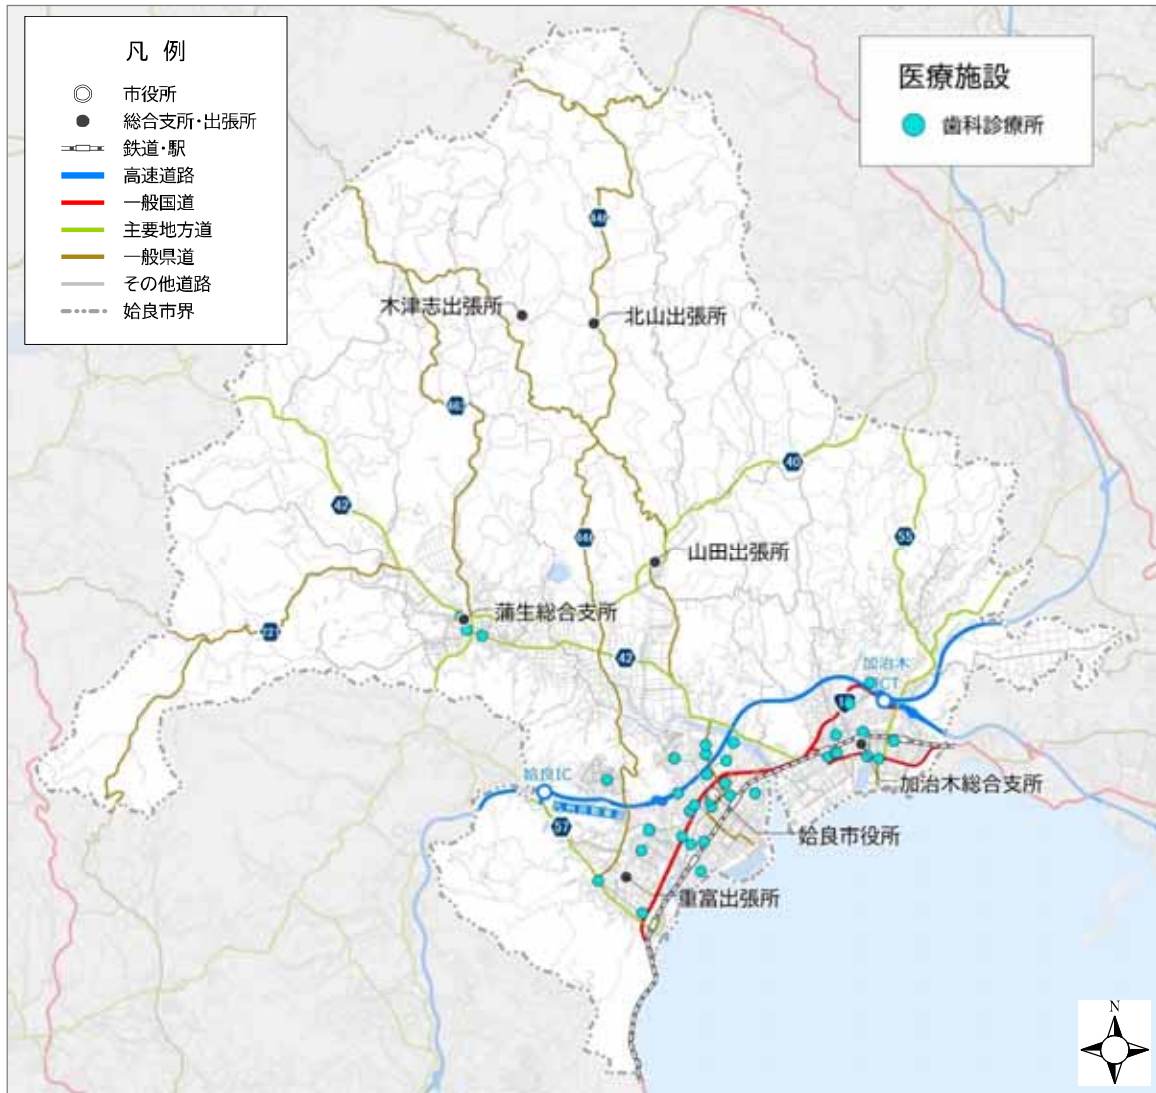 凡 例
市役所
総合支所・出張所
鉄道・駅
高速道路
一般国道
主要地方道
一般県道
その他道路
姶良市界
医療施設
歯科診療所
446
木津志出張所
北山出張所
463
40
42
55
446
山田出張所
蒲生総合支所
42
加治木
加治木総合支所
姶良IC
57
姶良市役所
重富出張所
N